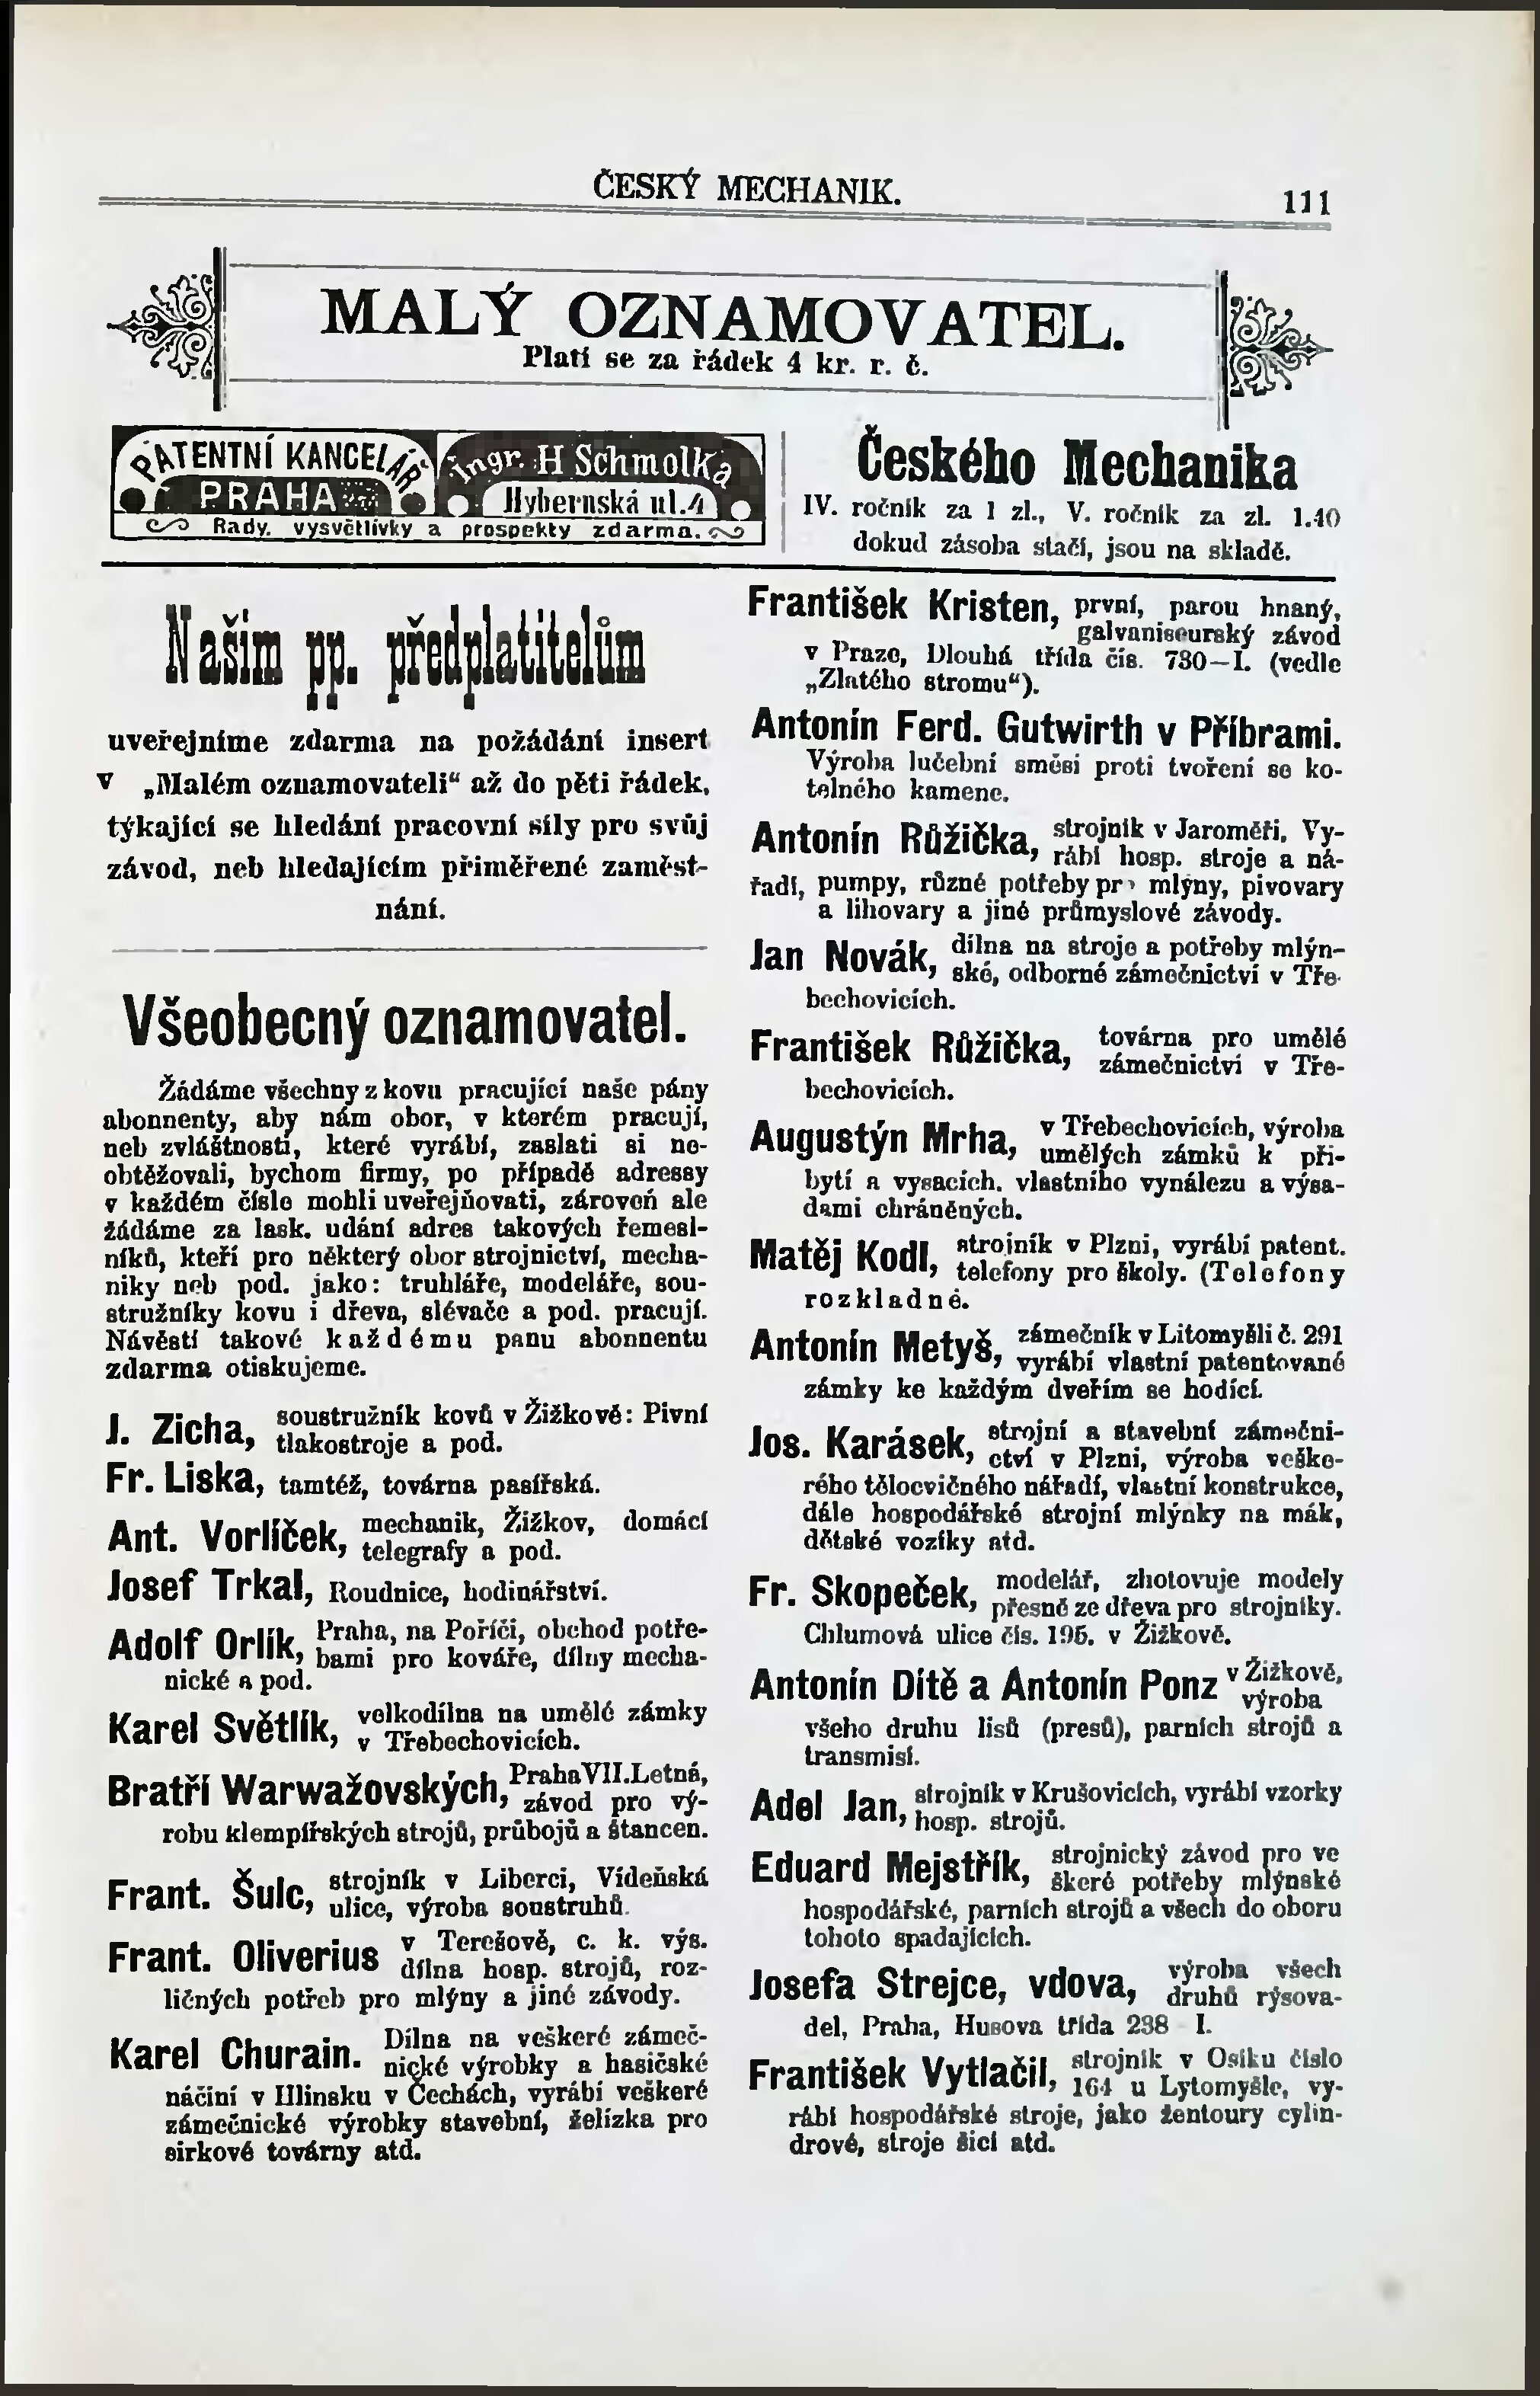 ČESKÝ MECHANIK.
111
MALÝ OZNAMOVATEL.
Platí se za řádek 4 kr. r. č.
PATENTNÍ KANCELÁŘ
PRAHA
ingr. H Schmolka
Hybernská ul. 4
Rady, vysvětlivky a prospekty zdarma.
Českého Mechanika
IV. ročník za 1 zl., V. ročník za zl. 1.40
dokud zásoba stačí, jsou na skladě.
Našim pp. předplatitelům
uveřejníme zdarma na požádání insert
v „Malém oznamovateli“ až do pěti řádek,
týkající se hledání pracovní síly pro svůj
závod, neb hledajícím přiměřené zaměst-
nání.
Všeobecný oznamovatel.
Žádáme všechny z kovu pracující naše pány
abonnenty, aby nám obor, v kterém pracují,
neb zvláštnosti, které vyrábí, zaslati si ne-
obtěžovali, bychom firmy, po případě adressy
v každém čísle mohli uveřejňovati, zároveň ale
žádáme za lask. udání adres takových řemesl-
níků, kteří pro některý obor strojnictví, mecha-
niky neb pod. jako: truhláře, modeláře, sou-
stružníky kovu i dřeva, slévače a pod. pracují.
Návěstí takové každému panu abonnentu
zdarma otiskujeme.
J. Zicha, soustružník kovů v Žižkově: Pivní
tlakostroje a pod.
Fr. Liska, tamtéž, továrna pasířská.
Ant. Vorlíček, mechanik, Žižkov, domácí
telegrafy a pod.
Josef Trkal, Roudnice, hodinářství.
Adolf Orlík, Praha, na Poříči, obchod potře-
bami pro kováře, dílny mecha-
nické a pod.
Karel Světlík, velkodílna na umělé zámky
v Třebechovicích.
Bratří Warwažovských, Praha VII. Letná,
závod pro vý-
robu klempířských strojů, průbojů a štancen.
Frant. Šulc, strojník v Liberci, Vídeňská
ulice, výroba soustruhů.
Frant. Oliverius v Terešově, c. k. výs.
dílna hosp. strojů, roz-
ličných potřeb pro mlýny a jiné závody.
Karel Churain. Dílna na veškeré zámeč-
nické výrobky a hasičské
náčiní v Hlinsku v Čechách, vyrábí veškeré
zámečnické výrobky stavební, želízka pro
sirkové továrny atd.
František Kristen, první, parou hnaný,
galvaniseurský závod
v Praze, Dlouhá třída čís. 730—I. (vedle
„Zlatého stromu“).
Antonín Ferd. Gutwirth v Příbrami.
Výroba lučební směsi proti tvoření se ko-
telného kamene.
Antonín Růžička, strojník v Jaroměři, Vy-
rábí hosp. stroje a ná-
řadí, pumpy, různé potřeby pro mlýny, pivovary
a lihovary a jiné průmyslové závody.
Jan Novák, dílna na stroje a potřeby mlýn-
ské, odborné zámečnictví v Tře-
bechovicích.
František Růžička, továrna pro umělé
zámečnictví v Tře-
bechovicích.
Augustýn Mrha, v Třebechovicích, výroba
umělých zámků k při-
bytí a vysacích. vlastního vynálezu a výsa-
dami chráněných.
Matěj Kodl, strojník v Plzni, vyrábí patent.
telefony pro školy. (Telefony
rozkladné.
Antonín Metyš, zámečník v Litomyšli č. 291
vyrábí vlastní patentované
zámky ke každým dveřím se hodící.
Jos. Karásek, strojní a stavební zámečni-
ctví v Plzni, výroba veške-
rého tělocvičného nářadí, vlastní konstrukce,
dále hospodářské strojní mlýnky na mák,
dětské vozíky atd.
Fr. Skopeček, modelář, zhotovuje modely
přesně ze dřeva pro strojníky.
Chlumová ulice čís. 195. v Žižkově.
Antonín Dítě a Antonín Ponz v Žižkově,
výroba
všeho druhu lisů (presů), parních strojů a
transmisí.
Adel Jan, strojník v Krušovicích, vyrábí vzorky
hosp. strojů.
Eduard Mejstřík, strojnický závod pro ve
škeré potřeby mlýnské
hospodářské, parních strojů a všech do oboru
tohoto spadajících.
Josefa Strejce, vdova, výroba všech
druhů rýsova-
del, Praha, Husova třída 238 - I.
František Vytlačil, strojník v Osíku číslo
164 u Lytomyšle, vy-
rábí hospodářské stroje, jako žentoury cylin-
drové, stroje šicí atd.